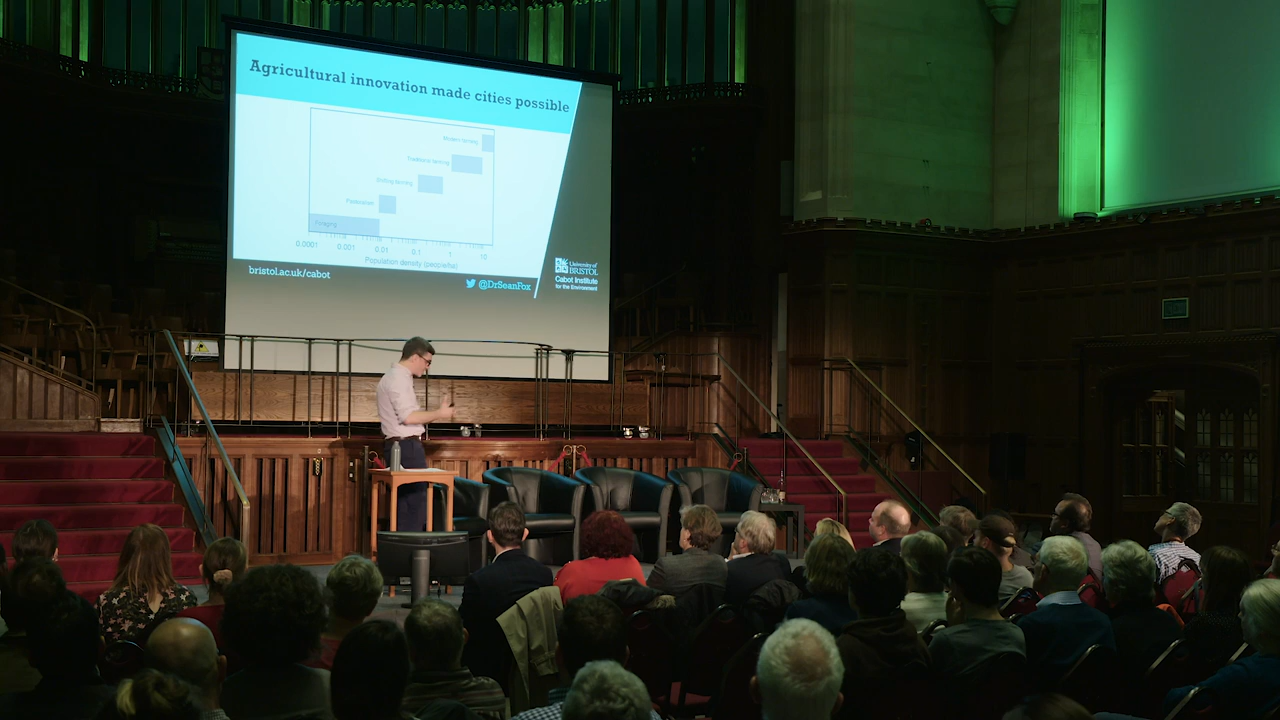 Agricultural innovation made cities possible
Modern farming
Traditional farming
Shifting farming
Pastoralism
Foraging
0.0001
0.001
0.01
0.1
1
10
Population density (people/ha)
bristol.ac.uk/cabot
@DrSeanFox
University of
BRISTOL
Cabot Institute
for the Environment